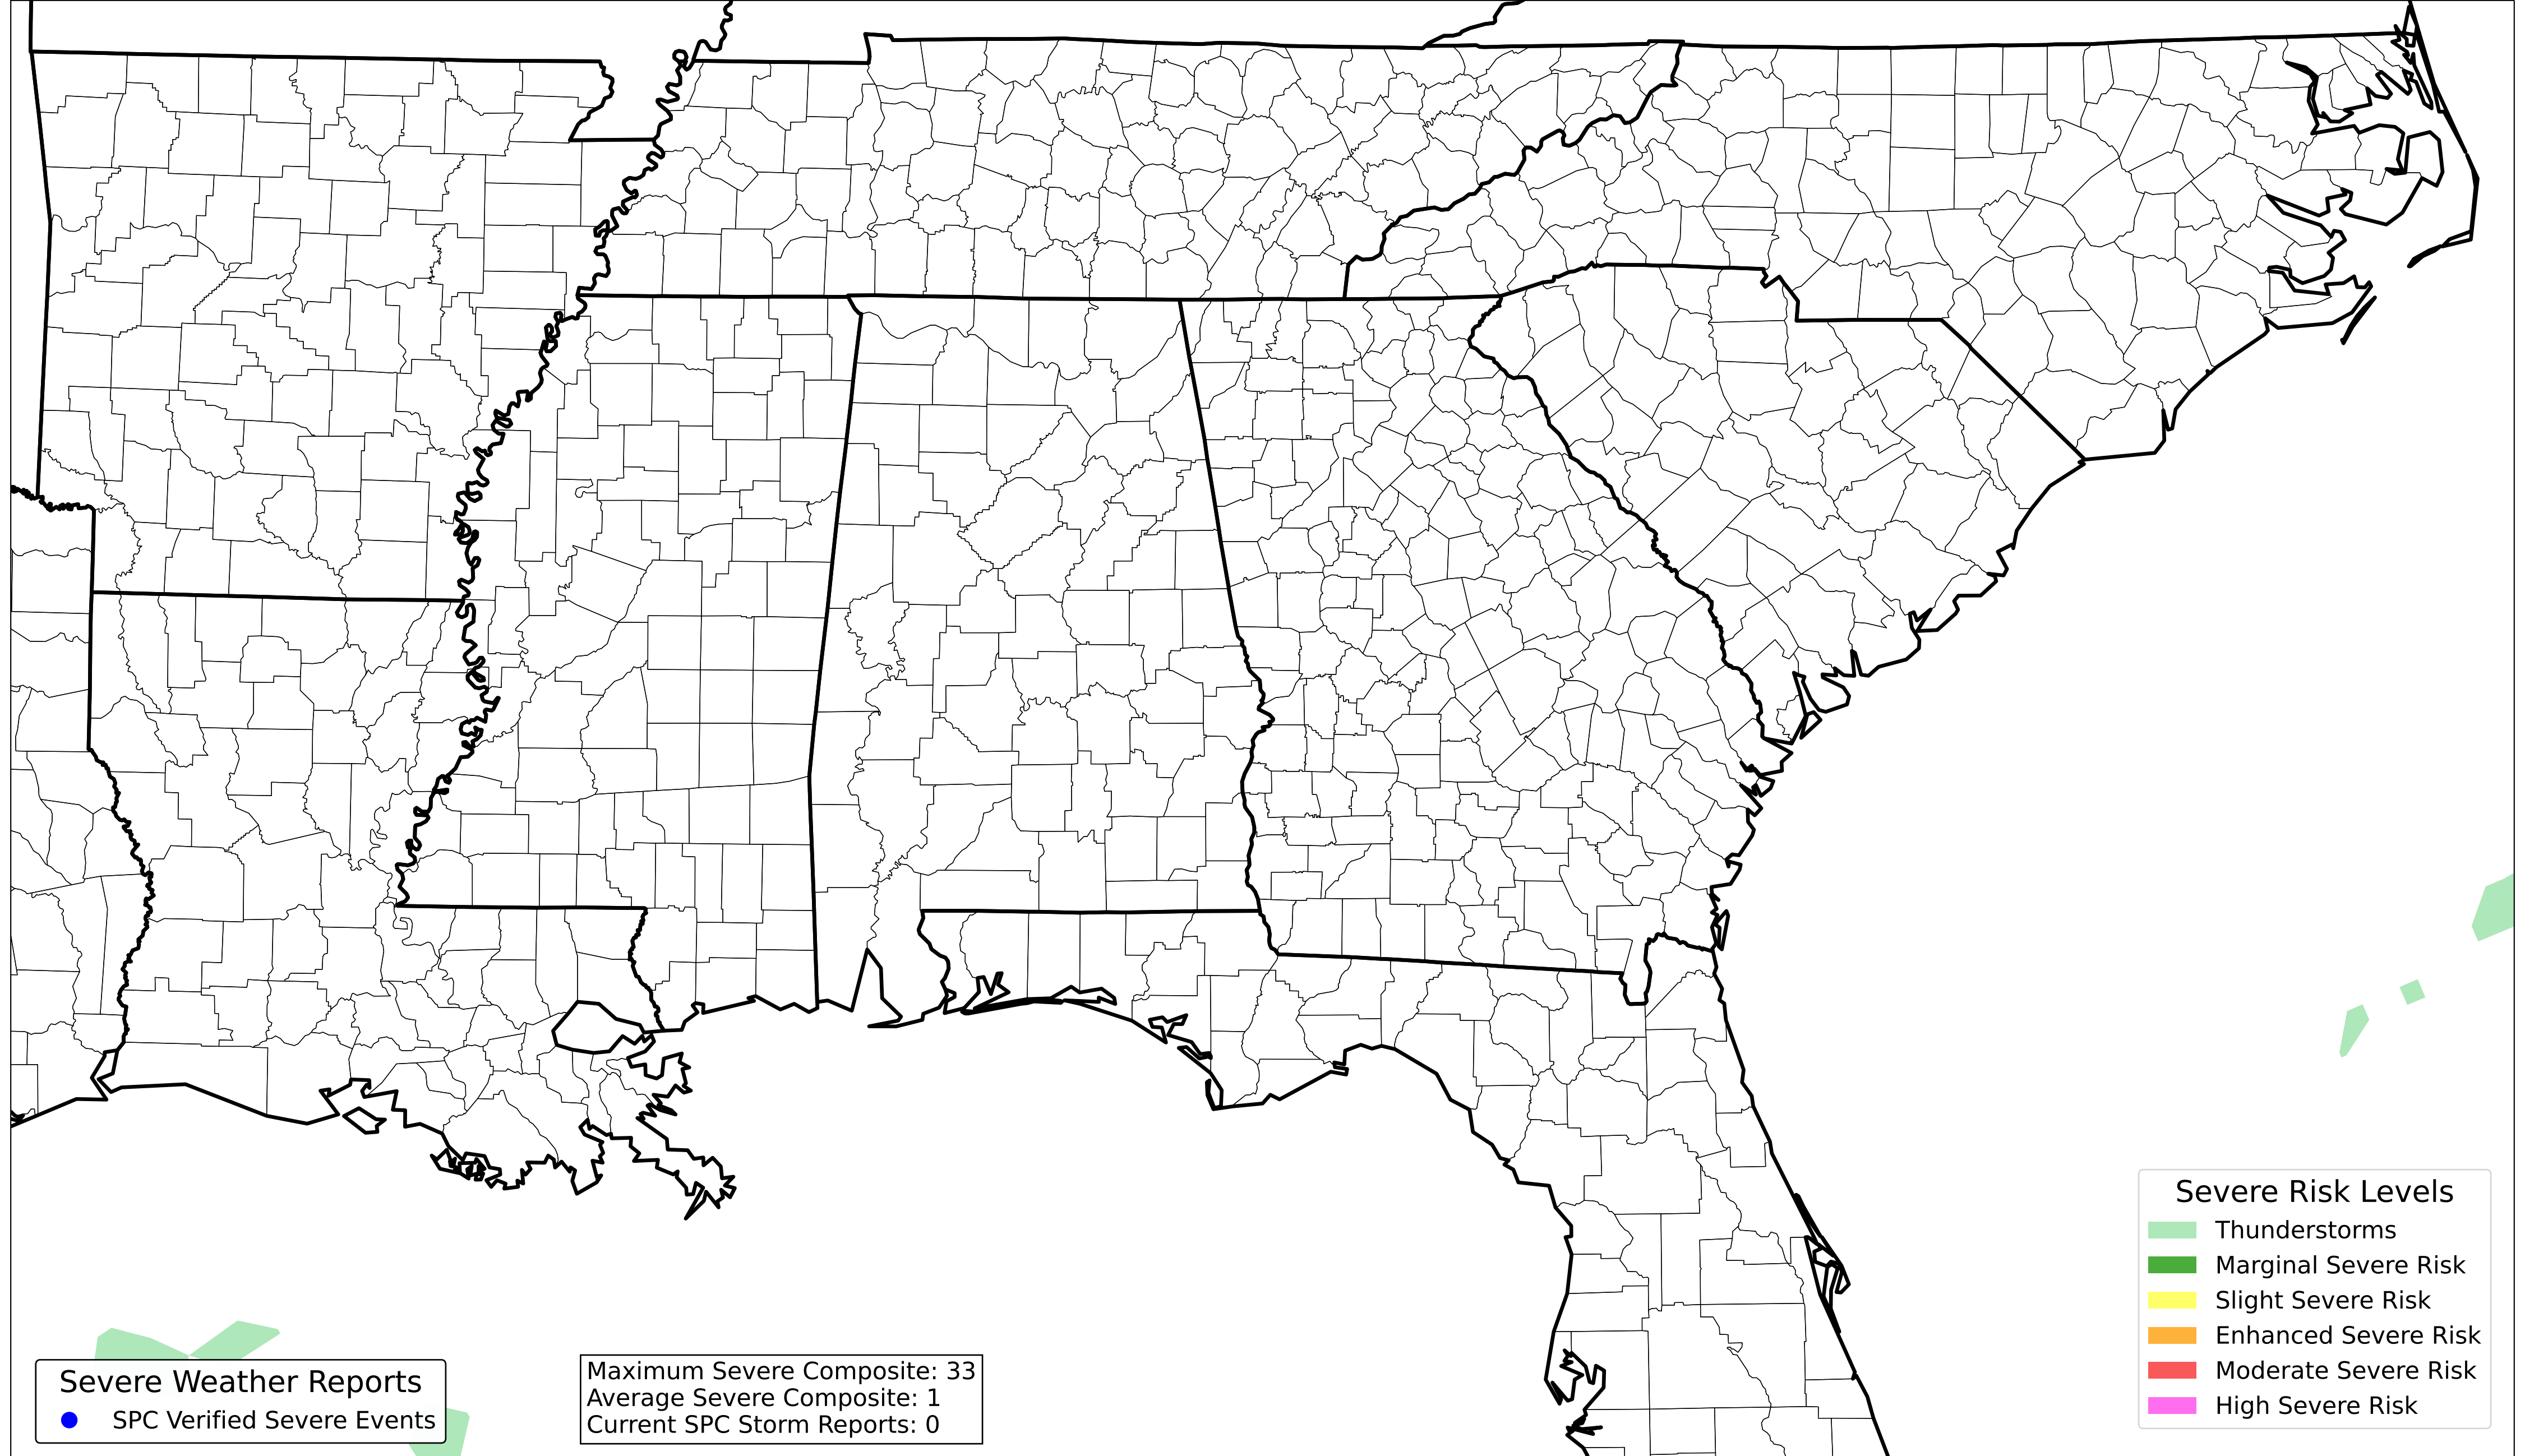 Severe Risk Levels
Thunderstorms
Marginal Severe Risk
Slight Severe Risk
Enhanced Severe Risk
Moderate Severe Risk
High Severe Risk
Severe Weather Reports
SPC Verified Severe Events
Maximum Severe Composite: 33
Average Severe Composite: 1
Current SPC Storm Reports: 0